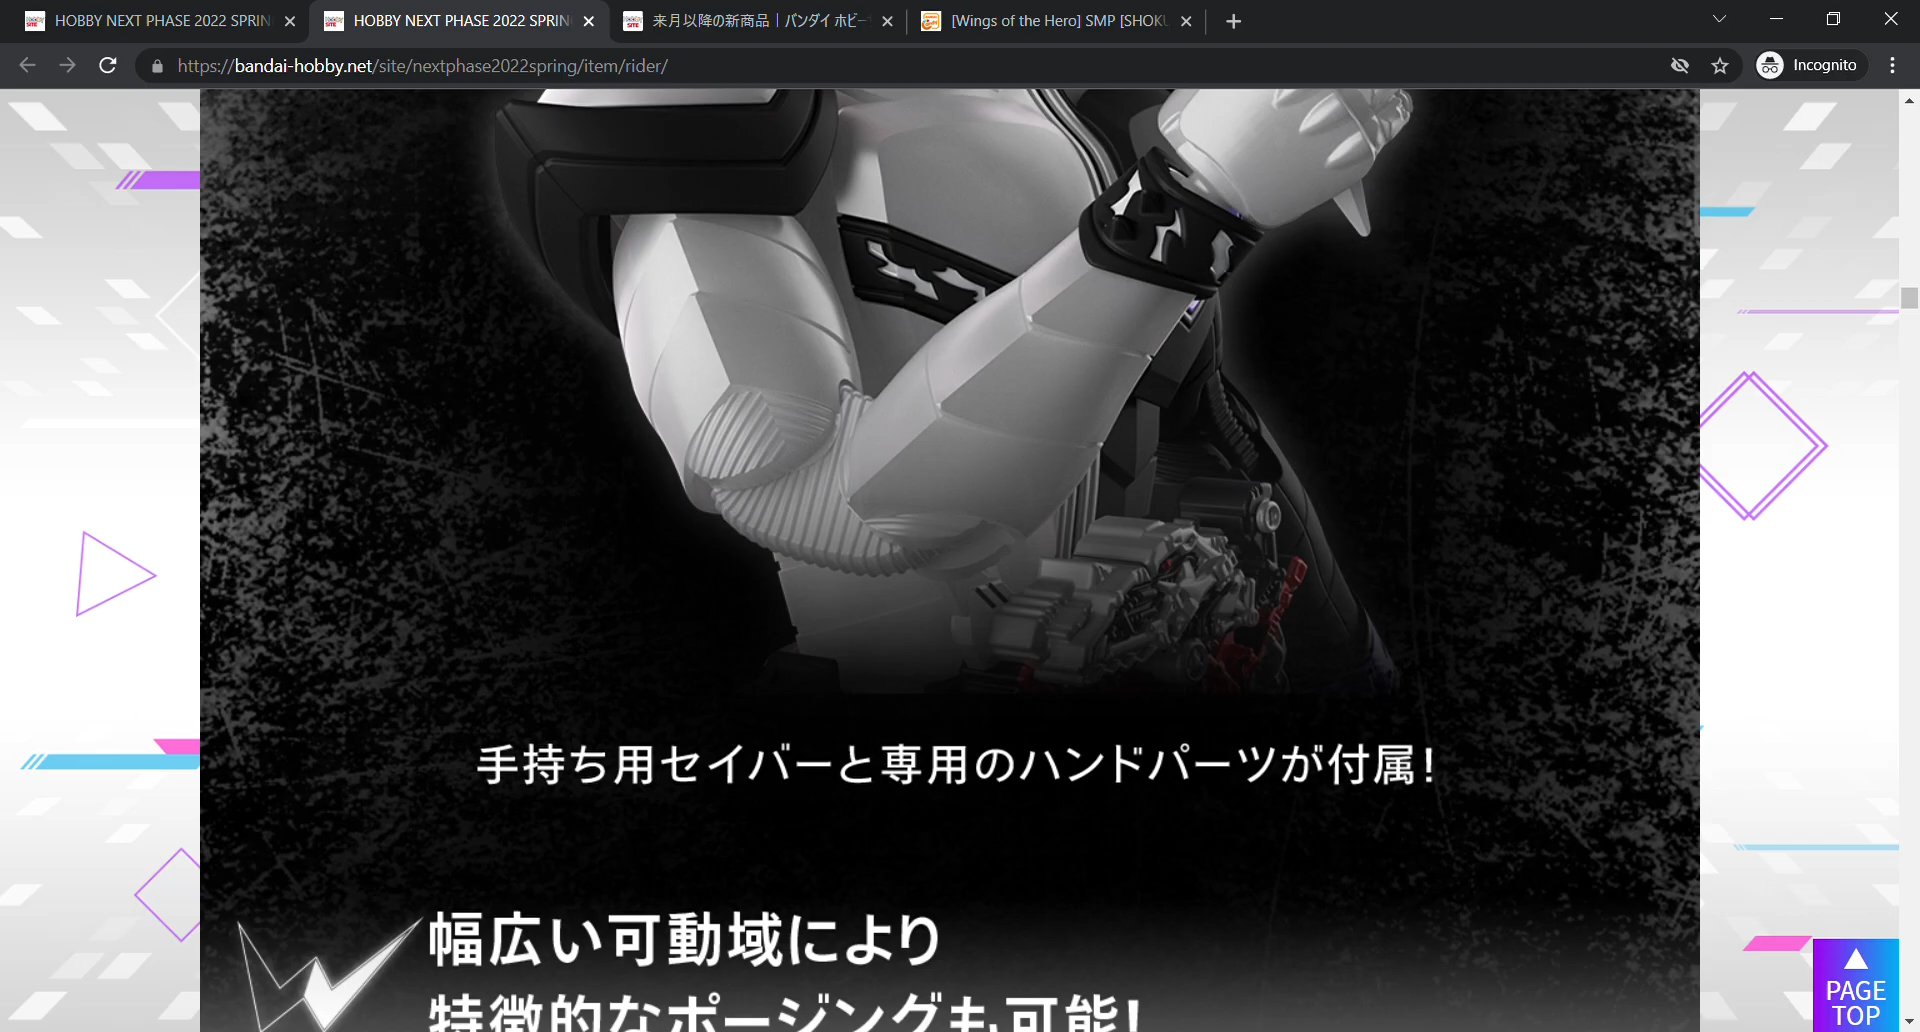 HOBBY NEXT PHASE 2022 SPRIN
HOBBY NEXT PHASE 2022 SPRIN
来月以降の新商品｜バンダイ ホビー
[Wings of the Hero] SMP [SHOKU
https://bandai-hobby.net/site/nextphase2022spring/item/rider/
Incognito
手持ち用セイバーと専用のハンドパーツが付属!
幅広い可動域により
特徴的なポージングも可能!
PAGE
TOP